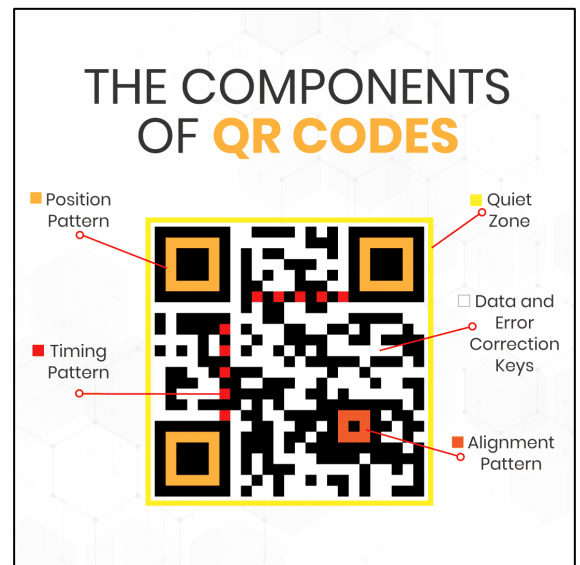 THE COMPONENTS
OF QR CODES
Position
Pattern
Quiet
Zone
Data and
Error
Correction
Keys
Timing
Pattern
Alignment
Pattern